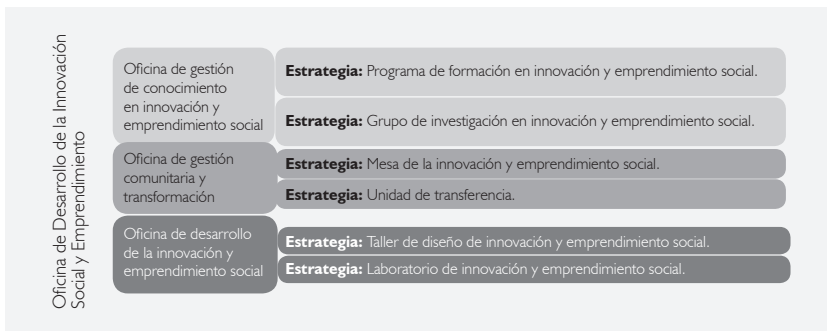 Oficina de Desarrollo de la Innovación
Social y Emprendimiento
Oficina de gestión
de conocimiento
en innovación y
emprendimiento social
Estrategia: Programa de formación en innovación y emprendimiento social.
Estrategia: Grupo de investigación en innovación y emprendimiento social.
Oficina de gestión
comunitaria y
transformación
Estrategia: Mesa de la innovación y emprendimiento social.
Estrategia: Unidad de transferencia.
Oficina de desarrollo
de la innovación y
emprendimiento social
Estrategia: Taller de diseño de innovación y emprendimiento social.
Estrategia: Laboratorio de innovación y emprendimiento social.